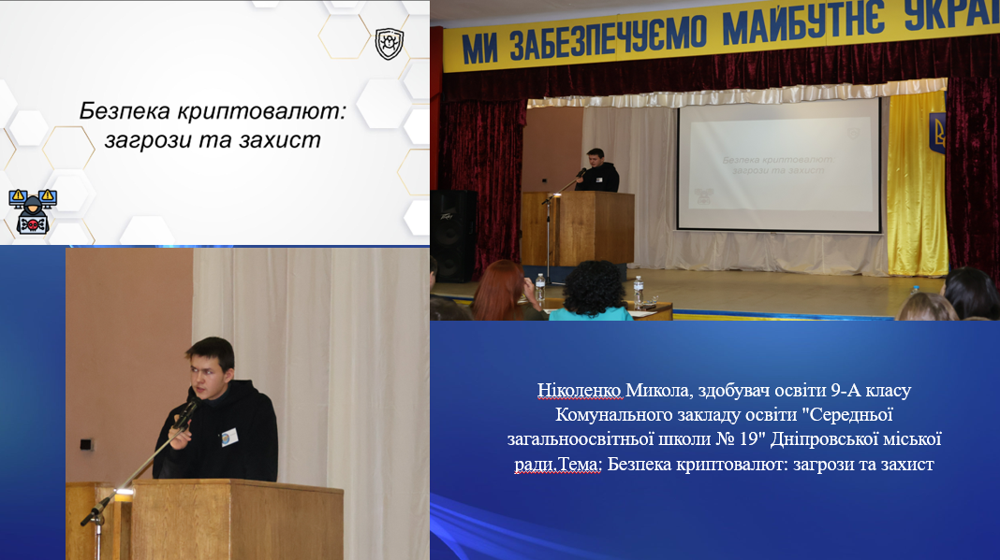 Безпека криптовалют:
загрози та захист
МИ ЗАБЕЗПЕЧУЄМО МАЙБУТНЄ УКРАЇ
Безпека криптовалют:
загрози та захист
Ніколенко Микола, здобувач освіти 9-А класу
Комунального закладу освіти "Середньої
загальноосвітньої школи № 19" Дніпровської міської
ради.Тема: Безпека криптовалют: загрози та захист